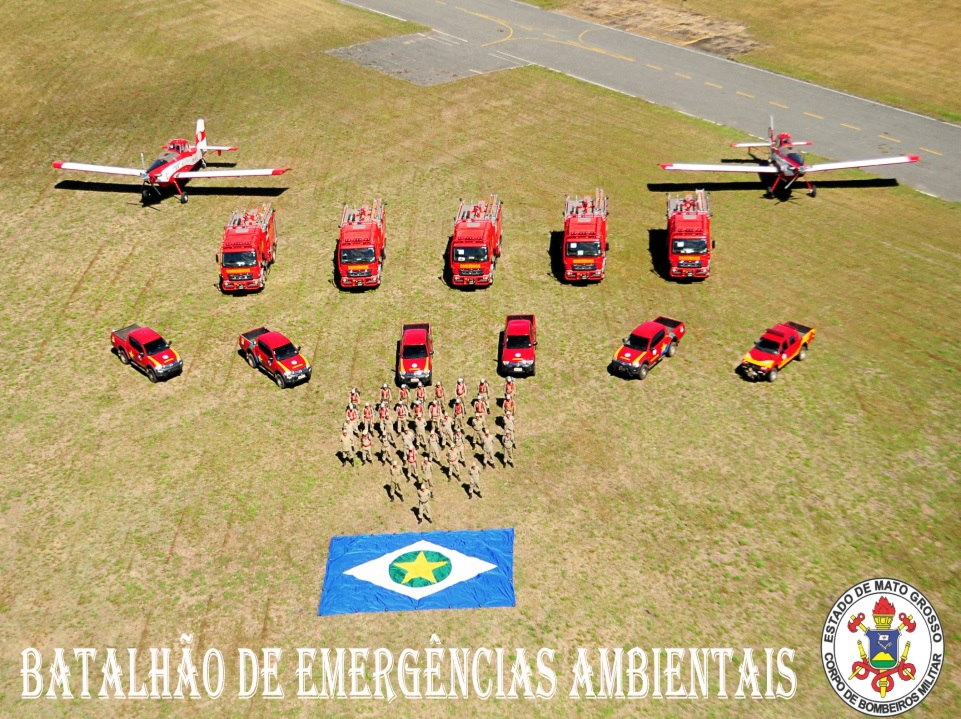 BATALHÃO DE EMERGÊNCIAS AMBIENTAIS
ESTADO DE MATO GROSSO
CORPO DE BOMBEIROS MILITAR